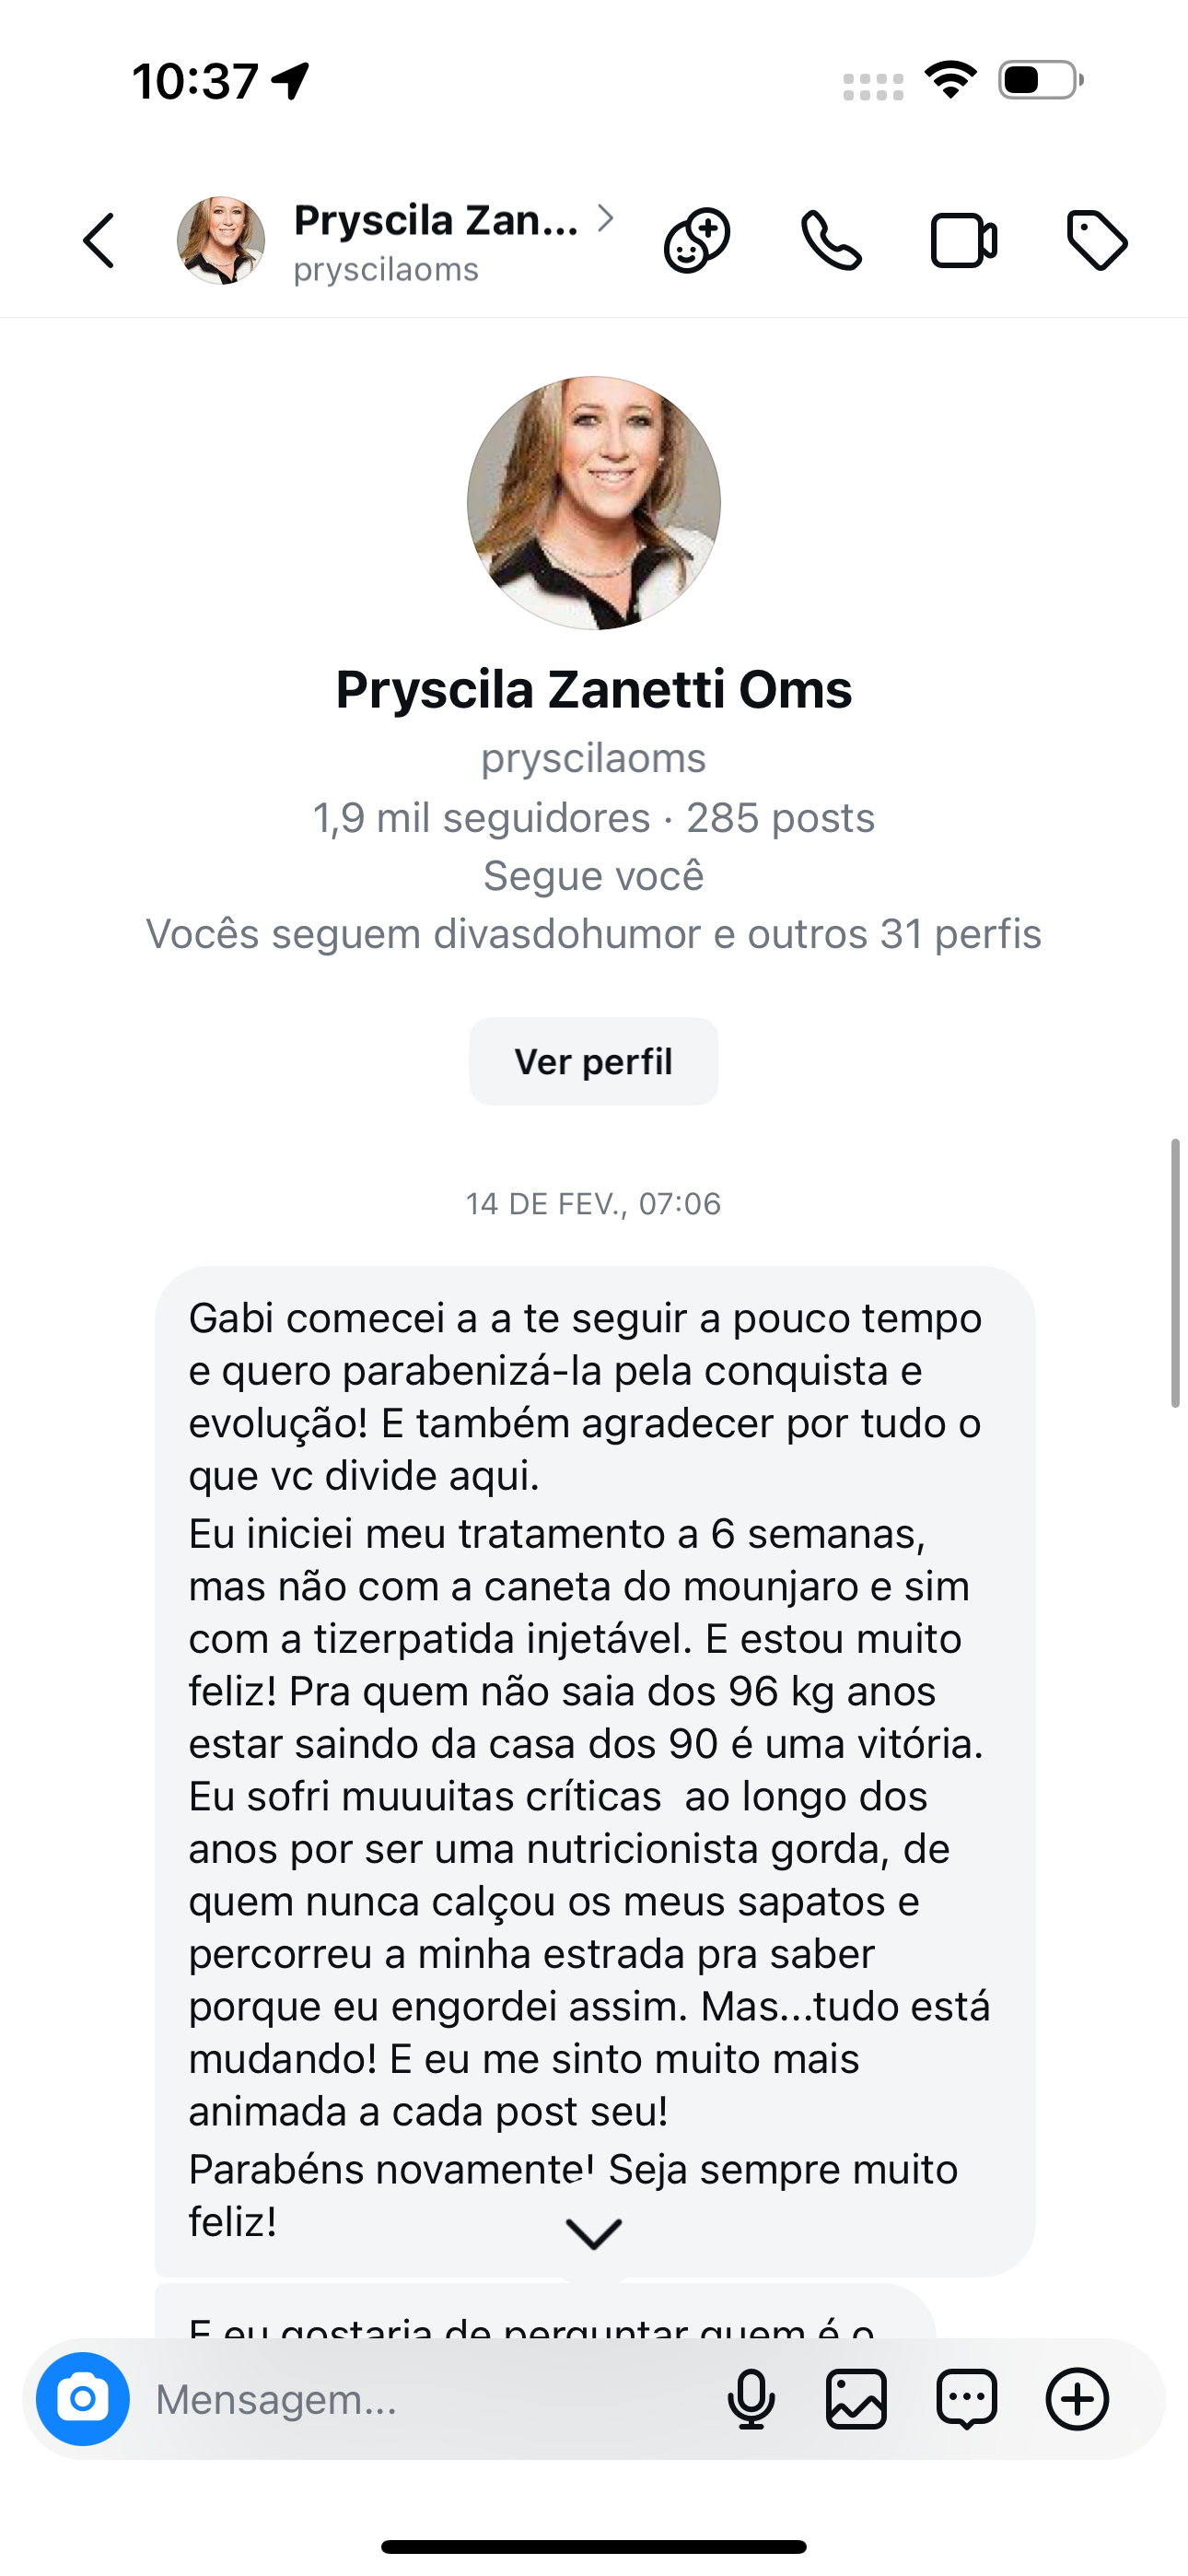 10:37
Pryscila Zan...
pryscilaoms
Pryscila Zanetti Oms
pryscilaoms
1,9 mil seguidores · 285 posts
Segue você
Vocês seguem divasdohumor e outros 31 perfis
Ver perfil
14 DE FEV., 07:06
Gabi comecei a a te seguir a pouco tempo
e quero parabenizá-la pela conquista e
evolução! E também agradecer por tudo o
que vc divide aqui.
Eu iniciei meu tratamento a 6 semanas,
mas não com a caneta do mounjaro e sim
com a tizerpatida injetável. E estou muito
feliz! Pra quem não saia dos 96 kg anos
estar saindo da casa dos 90 é uma vitória.
Eu sofri muuuitas críticas  ao longo dos
anos por ser uma nutricionista gorda, de
quem nunca calçou os meus sapatos e
percorreu a minha estrada pra saber
porque eu engordei assim. Mas...tudo está
mudando! E eu me sinto muito mais
animada a cada post seu!
Parabéns novamente! Seja sempre muito
feliz!
E eu gostaria de perguntar quem é o
Mensagem...